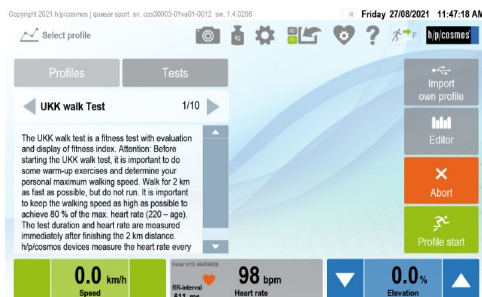 Copyright 2021 h/p/cosmos | quasar sport sn. cos30003-01va01-0012 sw. 1.4.0206
Friday 27/08/2021 11:47:18 AM
Select profile
kg
F
h/p/cosmos
Profiles
Tests
Import
own profile
UKK walk Test
1/10
Editor
The UKK walk test is a fitness test with evaluation
and display of fitness index. Attention: Before
starting the UKK walk test, it is important to do
some warm-up exercises and determine your
personal maximum walking speed. Walk for 2 km
as fast as possible, but do not run. It is important
to keep the walking speed as high as possible to
achieve 80 % of the max. heart rate (220 – age).
The test duration and heart rate are measured
immediately after finishing the 2 km distance.
h/p/cosmos devices measure the heart rate every
Abort
Profile start
0.0 km/h
Speed
RR-interval
611 ms
98 bpm
Heart rate
0.0 %
Elevation